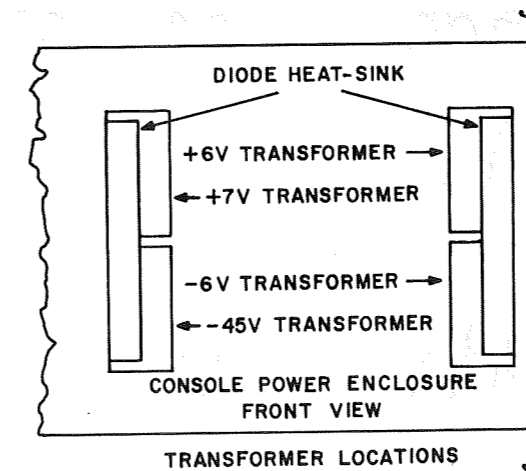 DIODE HEAT-SINK
+6V TRANSFORMER
+7V TRANSFORMER
-6V TRANSFORMER
-45V TRANSFORMER
CONSOLE POWER ENCLOSURE
FRONT VIEW
TRANSFORMER LOCATIONS